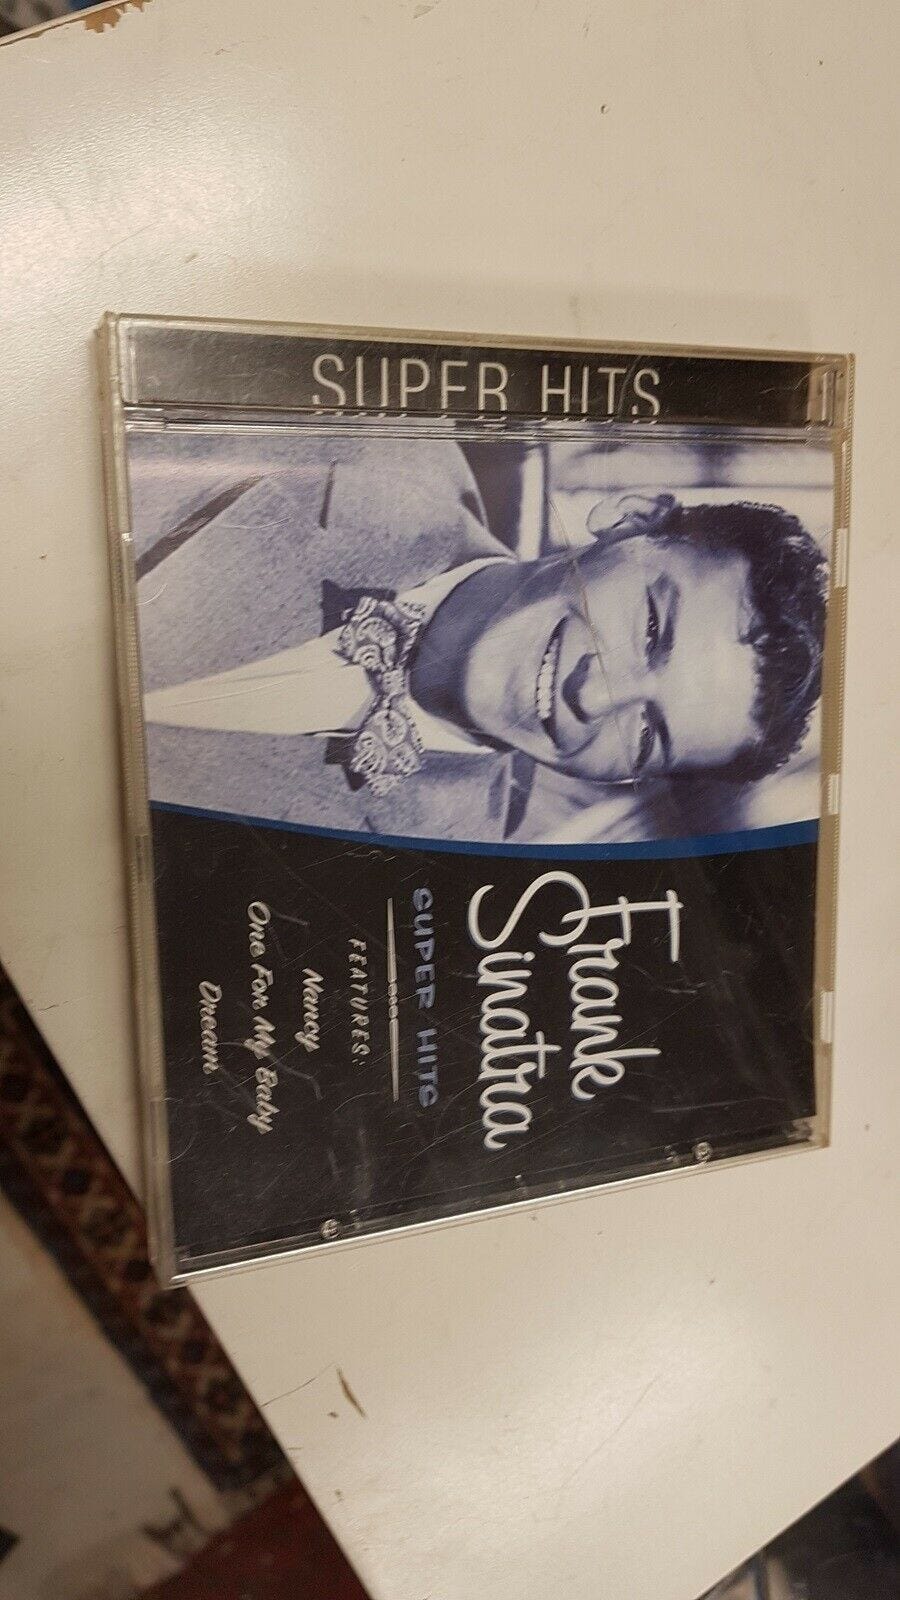 SUPER HITS
Frank
Sinatra
SUPER HITS
FEATURES:
Nancy
One For My Baby
Dream